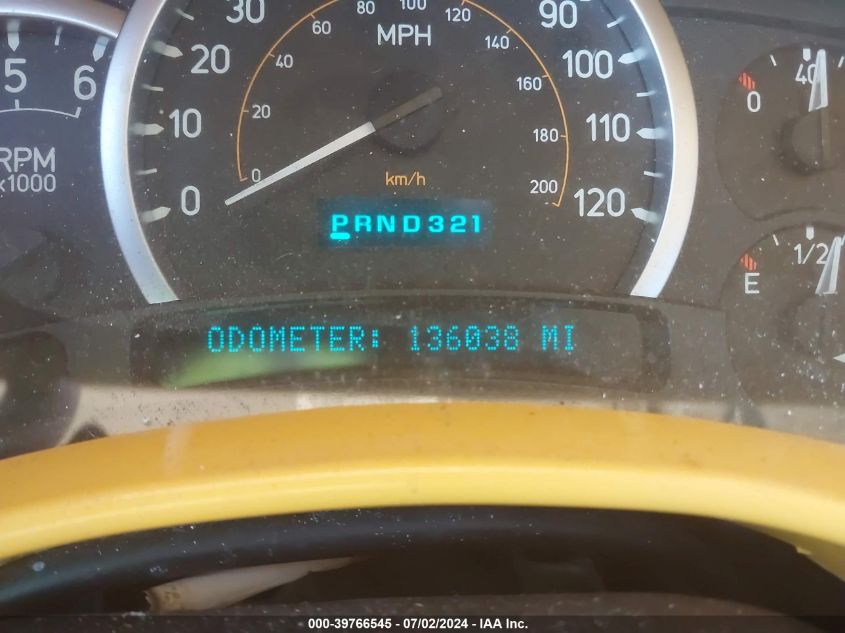 30 80 100 90
60 120
MPH
5 6 20 40 140 100 40
160 0
20
10 180 110
RPM
x1000
0 0 km/h 200 120
PRND321
1/2
E
ODOMETER: 136038 MI
000-39766545 - 07/02/2024 - IAA Inc.